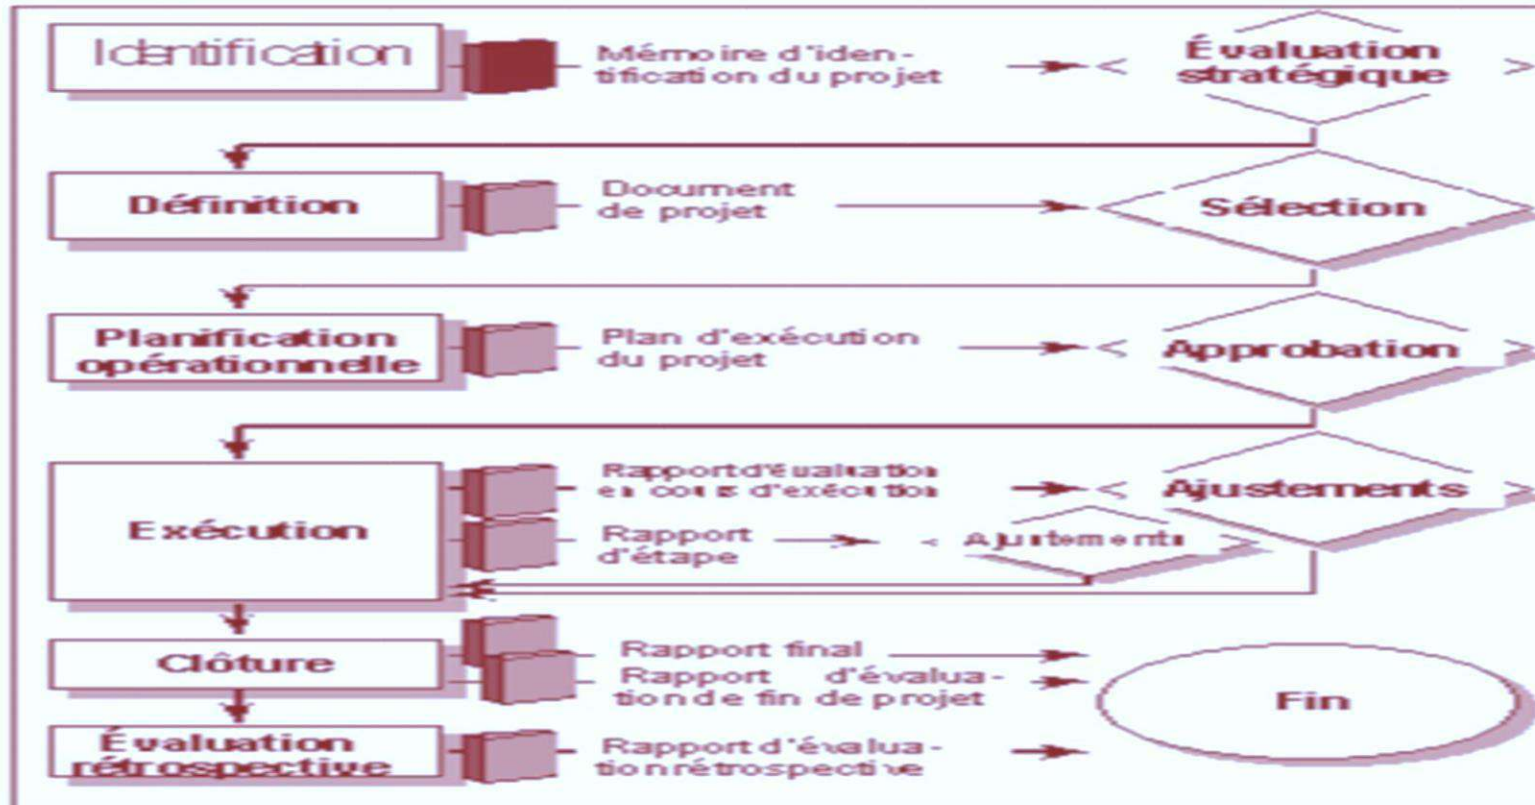 Identification
Mémoire d'iden-
tification du projet
Évaluation
stratégique
Définition
Document
de projet
Sélection
Planification
opérationnelle
Plan d'exécution
du projet
Approbation
Exécution
Rapport d'évaluation
en cours d'exécution
Ajustements
Rapport
d'étape
Ajustements
Clôture
Rapport final
Rapport d'évalua-
tion de fin de projet
Fin
Évaluation
rétrospective
Rapport d'évalua-
tion rétrospective